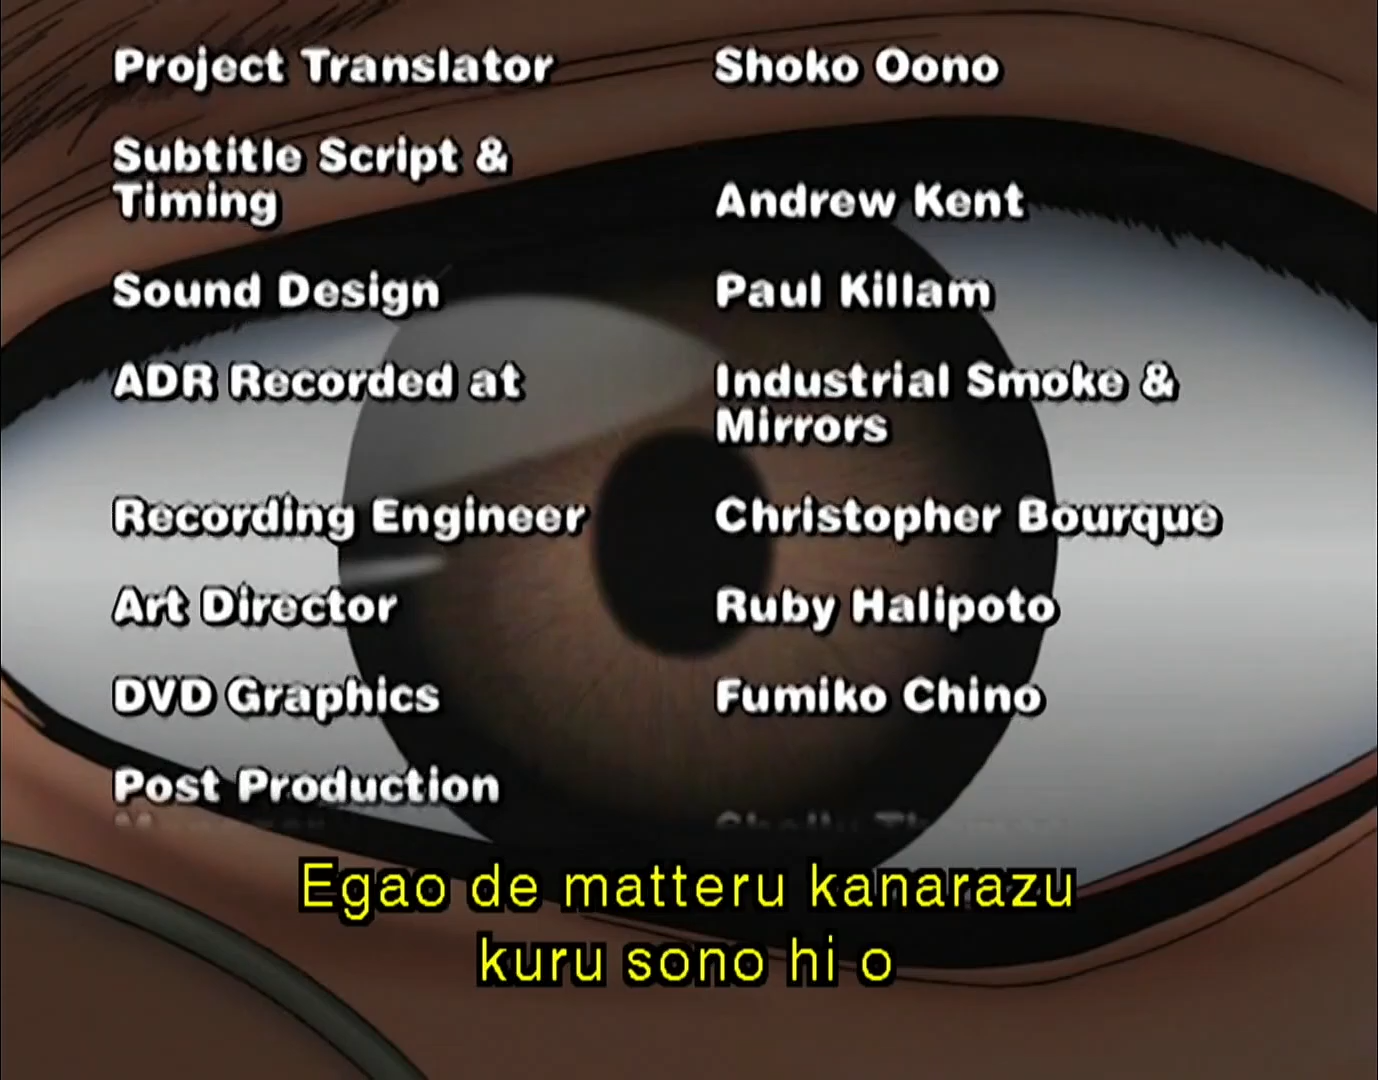 Project Translator Shoko Oono
Subtitle Script &
Timing Andrew Kent
Sound Design Paul Killam
ADR Recorded at Industrial Smoke &
Mirrors
Recording Engineer Christopher Bourque
Art Director Ruby Halipoto
DVD Graphics Fumiko Chino
Post Production
Egao de matteru kanarazu
kuru sono hi o